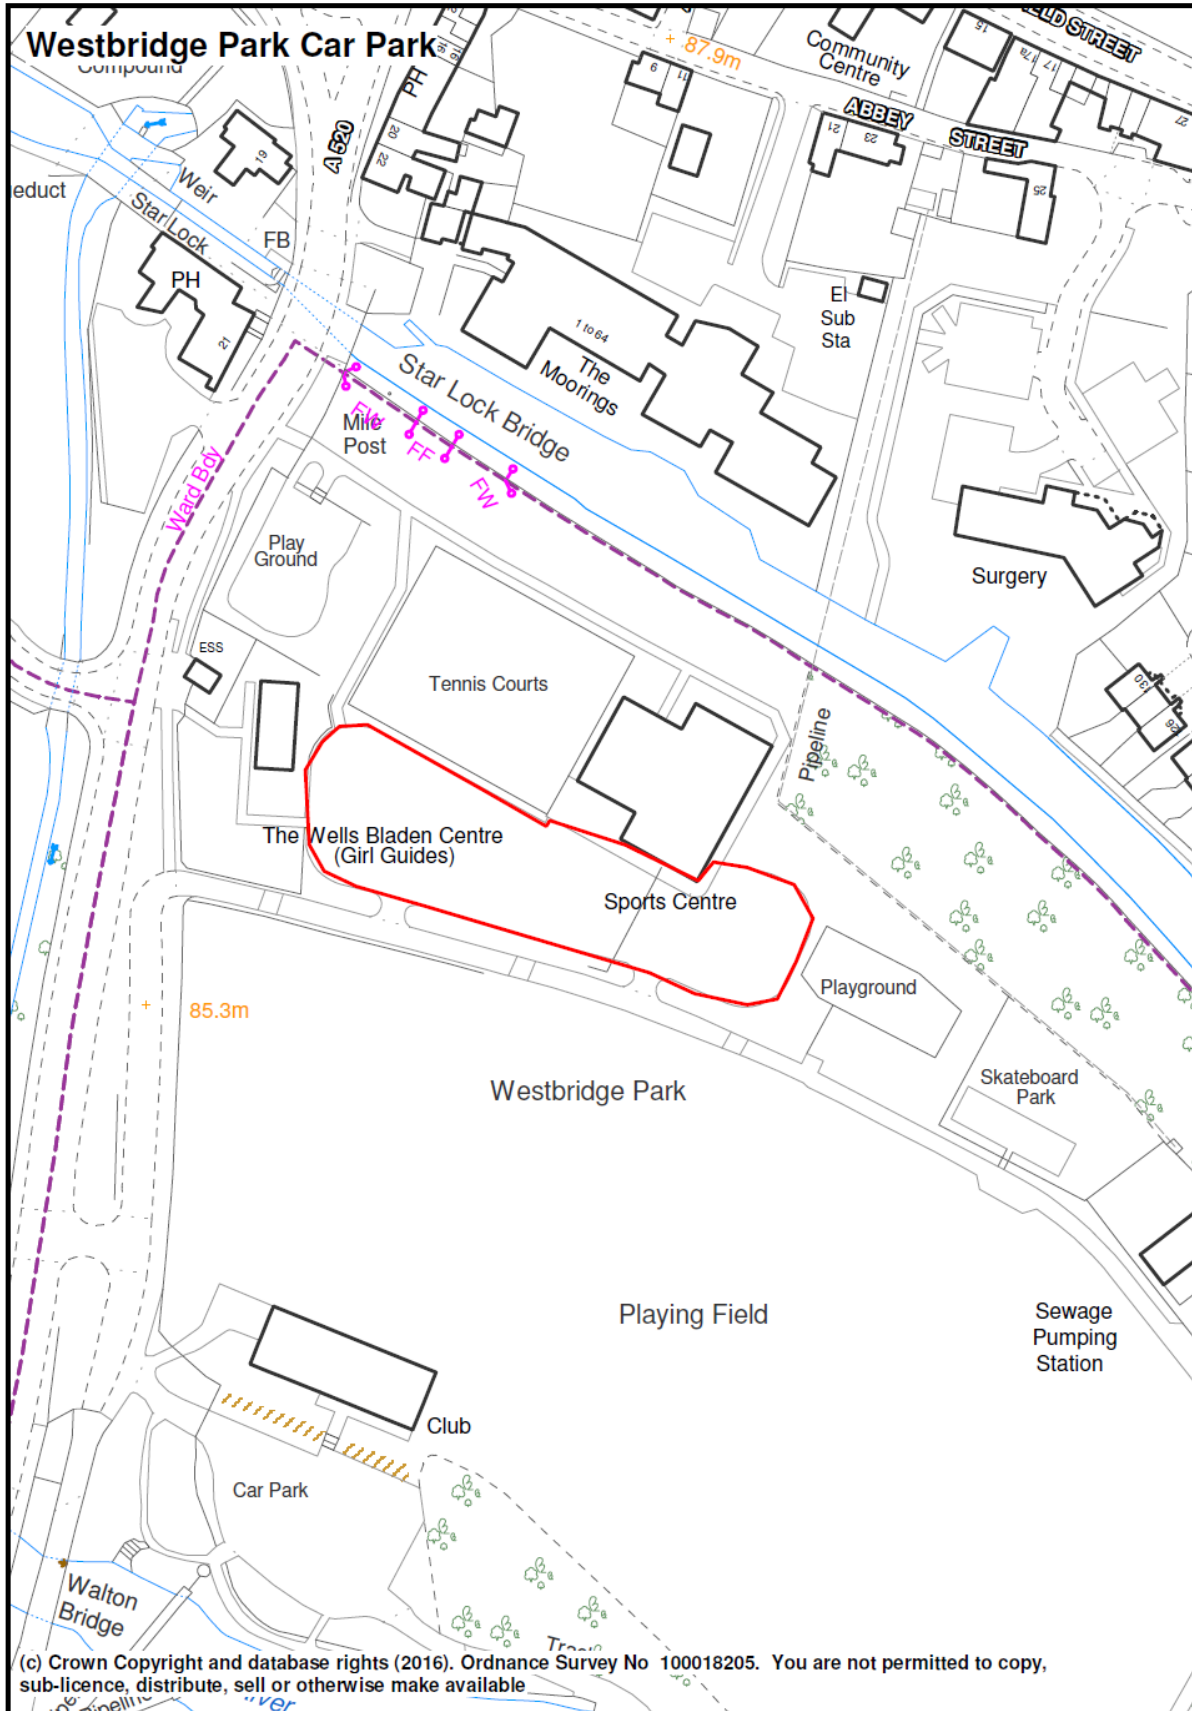 Westbridge Park Car Park
Compound
87.9m
Community
Centre
15
17a
17
27
ABBEY
STREET
PH
16
16
9
11
21
23
25
20
22
A 520
19
Weir
Star Lock
FB
PH
21
El
Sub
Sta
1 to 64
The
Moorings
Star Lock Bridge
Mile
Post
FW
FF
FW
Ward Bdy
Play
Ground
ESS
Surgery
30
26
Tennis Courts
Pipeline
The Wells Bladen Centre
(Girl Guides)
Sports Centre
Playground
85.3m
Westbridge Park
Skateboard
Park
Playing Field
Sewage
Pumping
Station
Club
Car Park
Walton
Bridge
(c) Crown Copyright and database rights (2016). Ordnance Survey No 100018205. You are not permitted to copy,
sub-licence, distribute, sell or otherwise make available